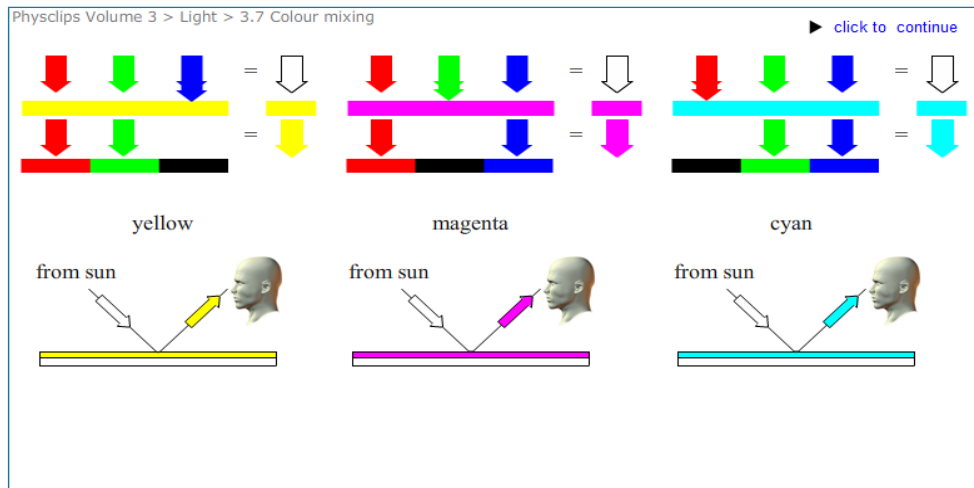 Physclips Volume 3 > Light > 3.7 Colour mixing
▶ click to continue
= = =
= = =
yellow magenta cyan
from sun from sun from sun